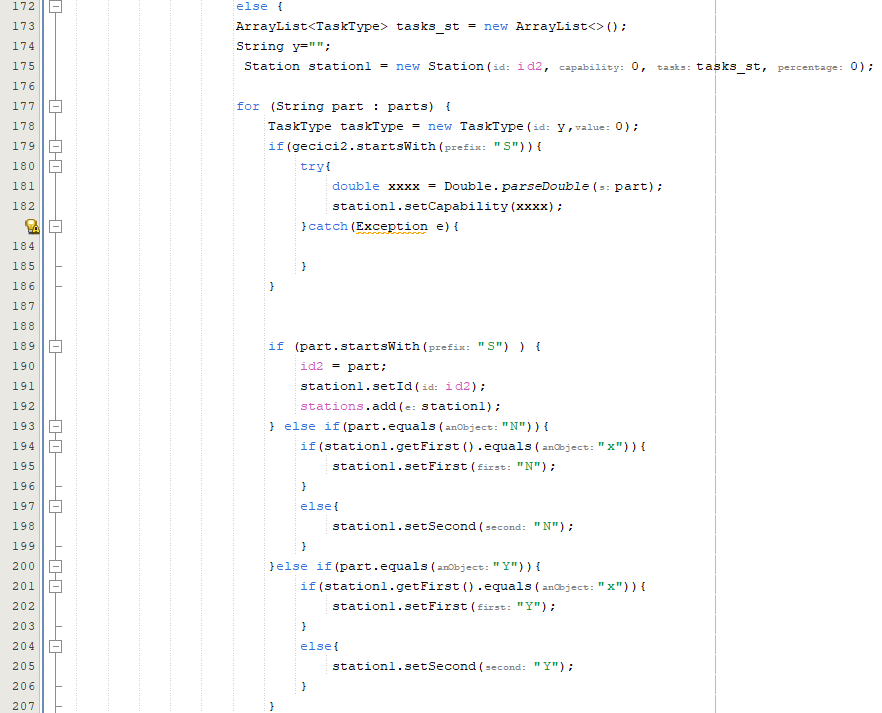 172 else {
173 ArrayList<TaskType> tasks_st = new ArrayList<>();
174 String y="";
175 Station station1 = new Station(id: id2, capability: 0, tasks: tasks_st, percentage: 0);
176
177 for (String part : parts) {
178 TaskType taskType = new TaskType(id: y,value: 0);
179 if(gecici2.startsWith(prefix: "S")){
180 try{
181 double xxxx = Double.parseDouble(s: part);
182 station1.setCapability(xxxx);
}catch(Exception e){
184
185 }
186 }
187
188
189 if (part.startsWith(prefix: "S") ) {
190 id2 = part;
191 station1.setId(id: id2);
192 stations.add(e: station1);
193 } else if(part.equals(anObject: "N")){
194 if(station1.getFirst().equals(anObject: "x")){
195 station1.setFirst(first: "N");
196 }
197 else{
198 station1.setSecond(second: "N");
199 }
200 }else if(part.equals(anObject: "Y")){
201 if(station1.getFirst().equals(anObject: "x")){
202 station1.setFirst(first: "Y");
203 }
204 else{
205 station1.setSecond(second: "Y");
206 }
207 }